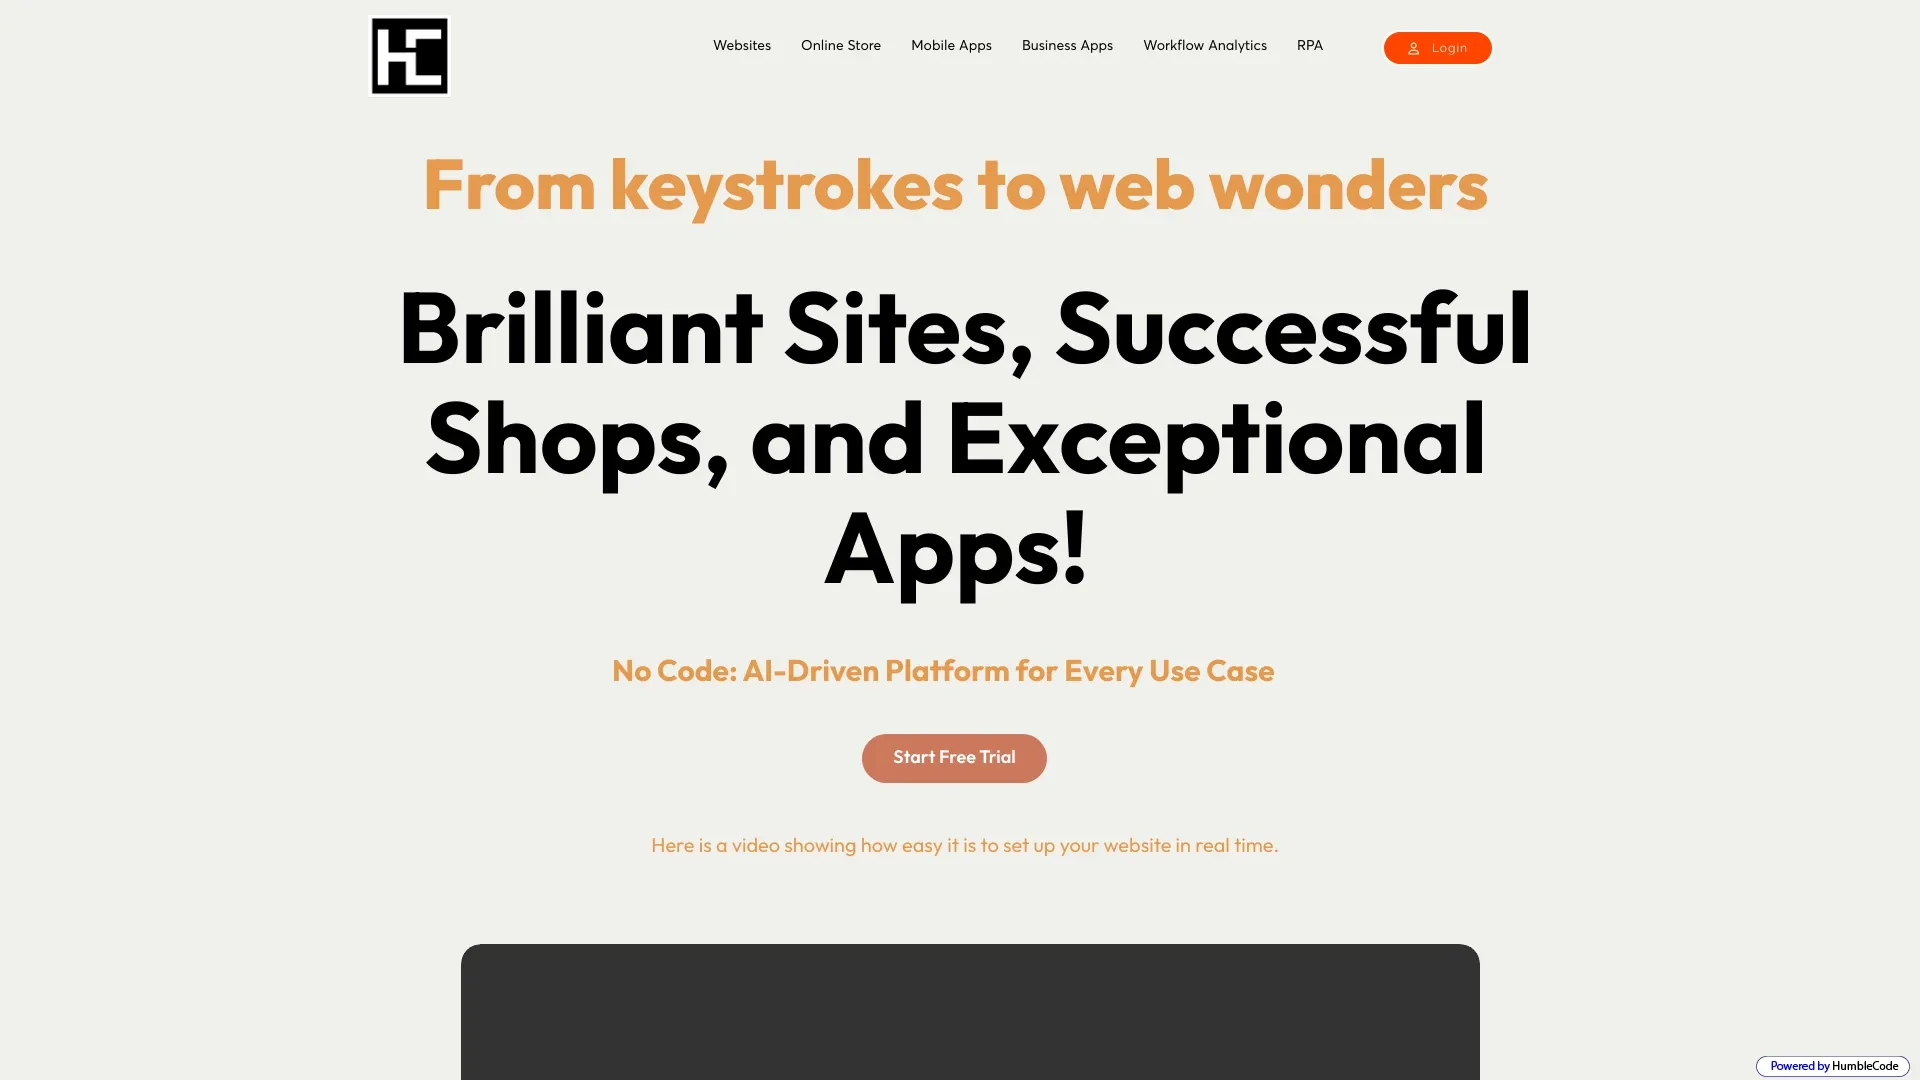 HC
Websites Online Store Mobile Apps Business Apps Workflow Analytics RPA Login
From keystrokes to web wonders
Brilliant Sites, Successful
Shops, and Exceptional
Apps!
No Code: AI-Driven Platform for Every Use Case
Start Free Trial
Here is a video showing how easy it is to set up your website in real time.
Powered by HumbleCode